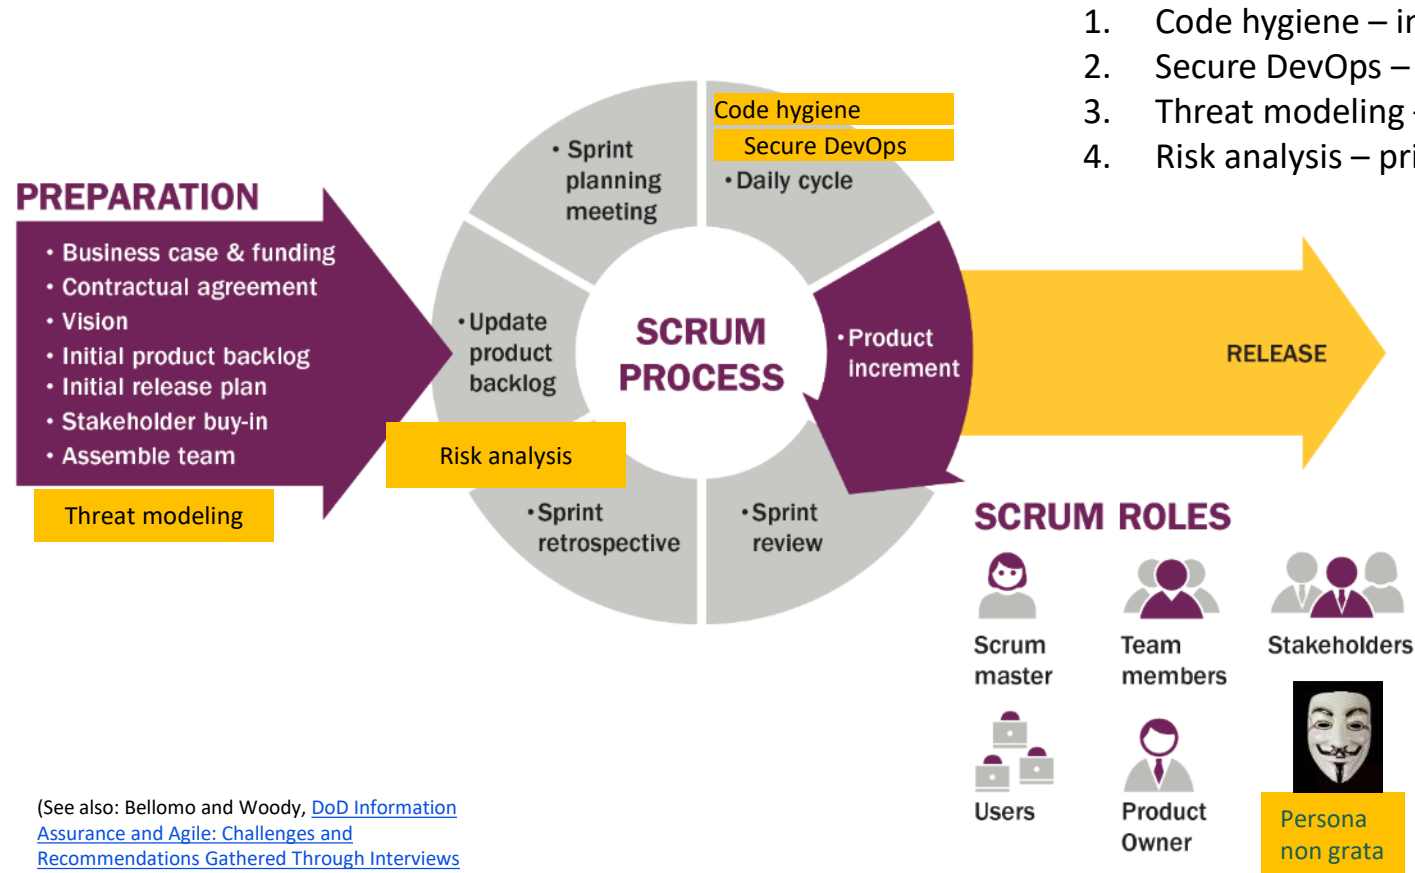 1. Code hygiene –
2. Secure DevOps –
3. Threat modeling
4. Risk analysis –
PREPARATION
• Business case & funding
• Contractual agreement
• Vision
• Initial product backlog
• Initial release plan
• Stakeholder buy-in
• Assemble team
Threat modeling
Code hygiene
Secure DevOps
• Daily cycle
• Sprint
planning
meeting
• Update
product
backlog
SCRUM
PROCESS
• Product
increment
RELEASE
Risk analysis
• Sprint
retrospective
• Sprint
review
SCRUM ROLES
Scrum
master
Team
members
Stakeholders
Users
Product
Owner
Persona
non grata
(See also: Bellomo and Woody, DoD Information
Assurance and Agile: Challenges and
Recommendations Gathered Through Interviews